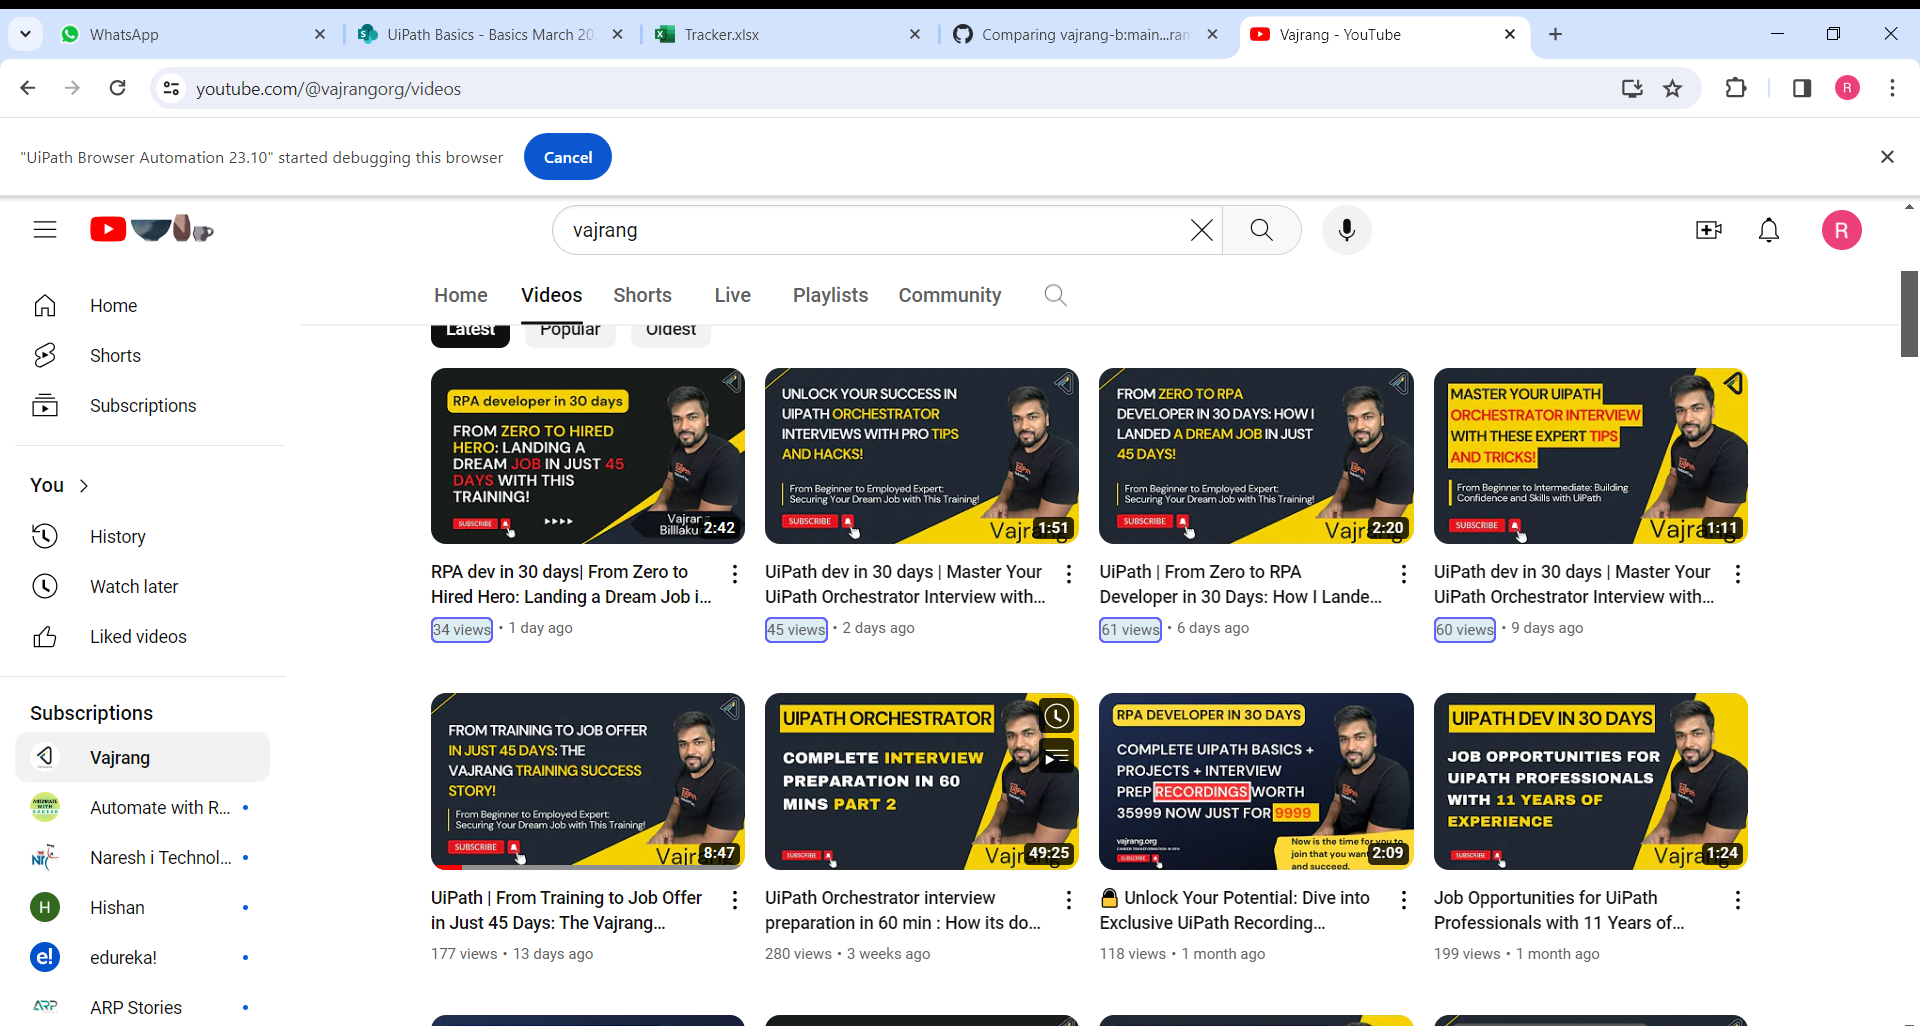 WhatsApp
UiPath Basics - Basics March 20
Tracker.xlsx
Comparing vajrang-b:main...ran
Vajrang - YouTube
youtube.com/@vajrangorg/videos
R
"UiPath Browser Automation 23.10" started debugging this browser
Cancel
vajrang
R
Home
Shorts
Subscriptions
You
History
Watch later
Liked videos
Subscriptions
Vajrang
Automate with R...
Naresh i Technol...
H
Hishan
e!
edureka!
ARP
ARP Stories
Home Videos Shorts Live Playlists Community
Latest Popular Oldest
RPA developer in 30 days
FROM ZERO TO HIRED
HERO: LANDING A
DREAM JOB IN JUST 45
DAYS WITH THIS
TRAINING!
SUBSCRIBE
Vajrang
Billlaku
2:42
RPA dev in 30 days| From Zero to
Hired Hero: Landing a Dream Job i...
34 views • 1 day ago
UNLOCK YOUR SUCCESS IN
UIPATH ORCHESTRATOR
INTERVIEWS WITH PRO TIPS
AND HACKS!
From Beginner to Employed Expert:
Securing Your Dream Job with This Training!
SUBSCRIBE
Vajrang
1:51
UiPath dev in 30 days | Master Your
UiPath Orchestrator Interview with...
45 views • 2 days ago
FROM ZERO TO RPA
DEVELOPER IN 30 DAYS: HOW I
LANDED A DREAM JOB IN JUST
45 DAYS!
From Beginner to Employed Expert:
Securing Your Dream Job with This Training!
SUBSCRIBE
Vajrang
2:20
UiPath | From Zero to RPA
Developer in 30 Days: How I Lande...
61 views • 6 days ago
MASTER YOUR UIPATH
ORCHESTRATOR INTERVIEW
WITH THESE EXPERT TIPS
AND TRICKS!
From Beginner to Intermediate: Building
Confidence and Skills with UiPath
SUBSCRIBE
Vajrang
1:11
UiPath dev in 30 days | Master Your
UiPath Orchestrator Interview with...
60 views • 9 days ago
FROM TRAINING TO JOB OFFER
IN JUST 45 DAYS: THE
VAJRANG TRAINING SUCCESS
STORY!
From Beginner to Employed Expert:
Securing Your Dream Job with This Training!
SUBSCRIBE
Vajrang
8:47
UiPath | From Training to Job Offer
in Just 45 Days: The Vajrang...
177 views • 13 days ago
UIPATH ORCHESTRATOR
COMPLETE INTERVIEW
PREPARATION IN 60
MINS PART 2
SUBSCRIBE
Vajrang
49:25
UiPath Orchestrator interview
preparation in 60 min : How its do...
280 views • 3 weeks ago
RPA DEVELOPER IN 30 DAYS
COMPLETE UIPATH BASICS +
PROJECTS + INTERVIEW
PREP RECORDINGS WORTH
35999 NOW JUST FOR 9999
vajrang.org
CAREER TRANSFORMATION IN RPA
SUBSCRIBE
Now is the time for you to
join that you want
and succeed.
2:09
🔒 Unlock Your Potential: Dive into
Exclusive UiPath Recording...
118 views • 1 month ago
UIPATH DEV IN 30 DAYS
JOB OPPORTUNITIES FOR
UIPATH PROFESSIONALS
WITH 11 YEARS OF
EXPERIENCE
SUBSCRIBE
Vajrang
1:24
Job Opportunities for UiPath
Professionals with 11 Years of...
199 views • 1 month ago